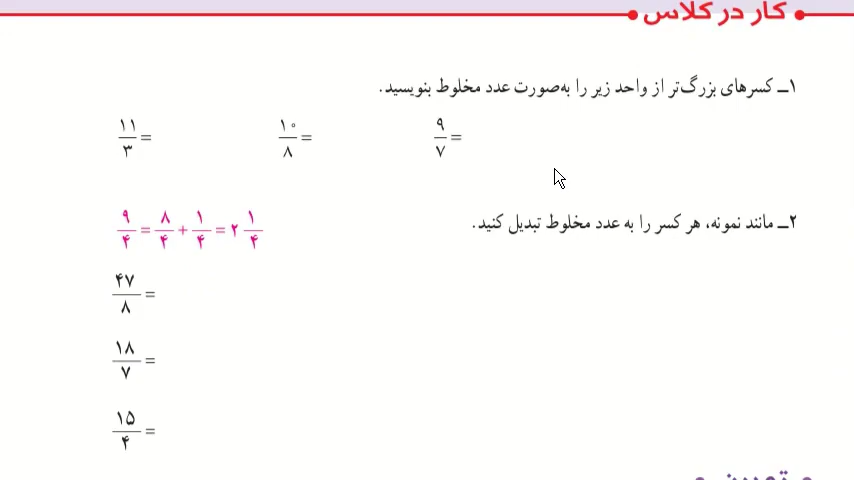 کار در کلاس
۱ــ کسرهای بزرگ‌تر از واحد زیر را به‌صورت عدد مخلوط بنویسید.
۱۱/۳ = ۱۰/۸ = ۹/۷ =
۲ــ مانند نمونه، هر کسر را به عدد مخلوط تبدیل کنید.
۹/۴ = ۸/۴ + ۱/۴ = ۲ ۱/۴
۴۷/۸ =
۱۸/۷ =
۱۵/۴ =